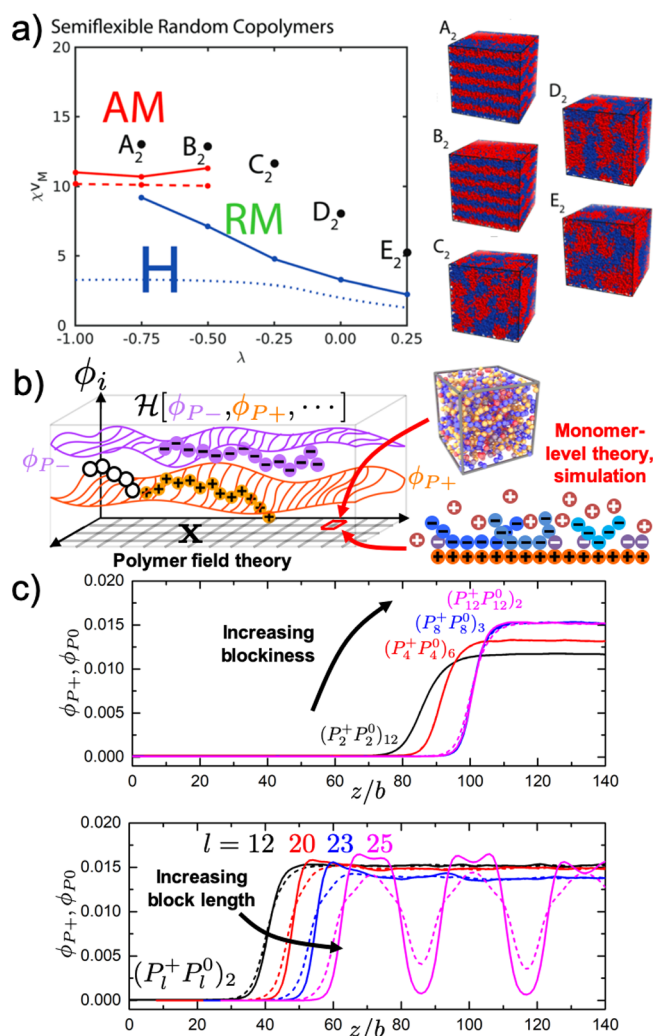 a) Semiflexible Random Copolymers
20
15
10
5
0
χvM
AM
RM
H
A2
B2
C2
D2
E2
-1.00 -0.75 -0.50 -0.25 0.00 0.25
λ
A2
B2
C2
D2
E2
b)
ϕi
H[ϕP−, ϕP+, ⋯]
ϕP−
ϕP+
x
Polymer field theory
Monomer-
level theory,
simulation
c)
0.020
0.015
0.010
0.005
0.000
ϕP+, ϕP0
Increasing
blockiness
(P12+P120)2
(P8+P80)3
(P4+P40)6
(P2+P20)12
0 20 40 60 80 100 120 140
z/b
0.020
0.015
0.010
0.005
0.000
ϕP+, ϕP0
l = 12 20 23 25
Increasing
block length
(Pl+Pl0)2
0 20 40 60 80 100 120 140
z/b